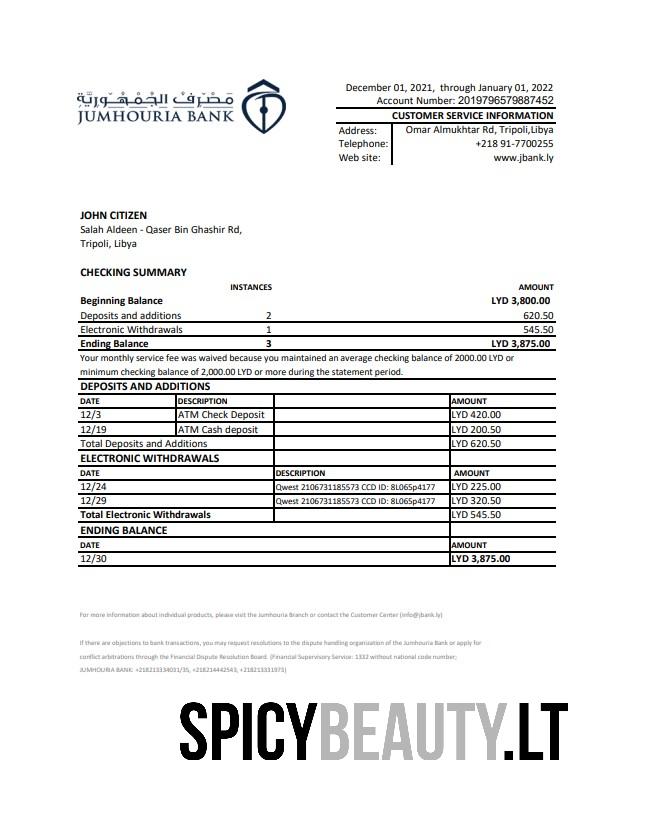 مصرف الجمهورية
JUMHOURIA BANK
December 01, 2021, through January 01, 2022
Account Number: 2019796579887452
CUSTOMER SERVICE INFORMATION
Address: Omar Almukhtar Rd, Tripoli,Libya
Telephone: +218 91-7700255
Web site: www.jbank.ly
JOHN CITIZEN
Salah Aldeen - Qaser Bin Ghashir Rd,
Tripoli, Libya
CHECKING SUMMARY
INSTANCES AMOUNT
Beginning Balance LYD 3,800.00
Deposits and additions 2 620.50
Electronic Withdrawals 1 545.50
Ending Balance 3 LYD 3,875.00
Your monthly service fee was waived because you maintained an average checking balance of 2000.00 LYD or
minimum checking balance of 2,000.00 LYD or more during the statement period.
DEPOSITS AND ADDITIONS
DATE DESCRIPTION AMOUNT
12/3 ATM Check Deposit LYD 420.00
12/19 ATM Cash deposit LYD 200.50
Total Deposits and Additions LYD 620.50
ELECTRONIC WITHDRAWALS
DATE DESCRIPTION AMOUNT
12/24 Qwest 2106731185573 CCD ID: 8L065p4177 LYD 225.00
12/29 Qwest 2106731185573 CCD ID: 8L065p4177 LYD 320.50
Total Electronic Withdrawals LYD 545.50
ENDING BALANCE
DATE AMOUNT
12/30 LYD 3,875.00
For more information about individual products, please visit the Jumhouria Branch or contact the Customer Center (info@jbank.ly)
If there are objections to bank transactions, you may request resolutions to the dispute handling organization of the Jumhouria Bank or apply for
conflict arbitrations through the Financial Dispute Resolution Board. (Financial Supervisory Service: 1332 without national code number;
JUMHOURIA BANK: +218213334031/35, +218214442543, +218213331973)
SPICYBEAUTY.LT